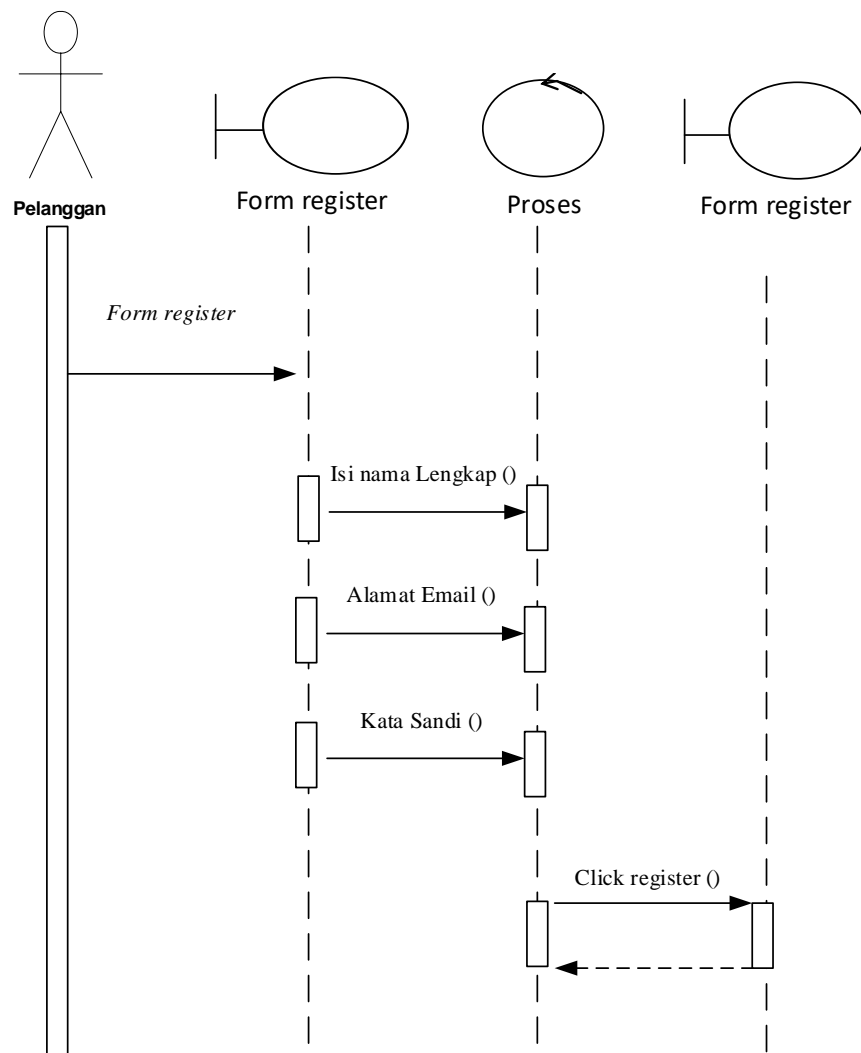 Pelanggan
Form register
Proses
Form register
Form register
Isi nama Lengkap ()
Alamat Email ()
Kata Sandi ()
Click register ()